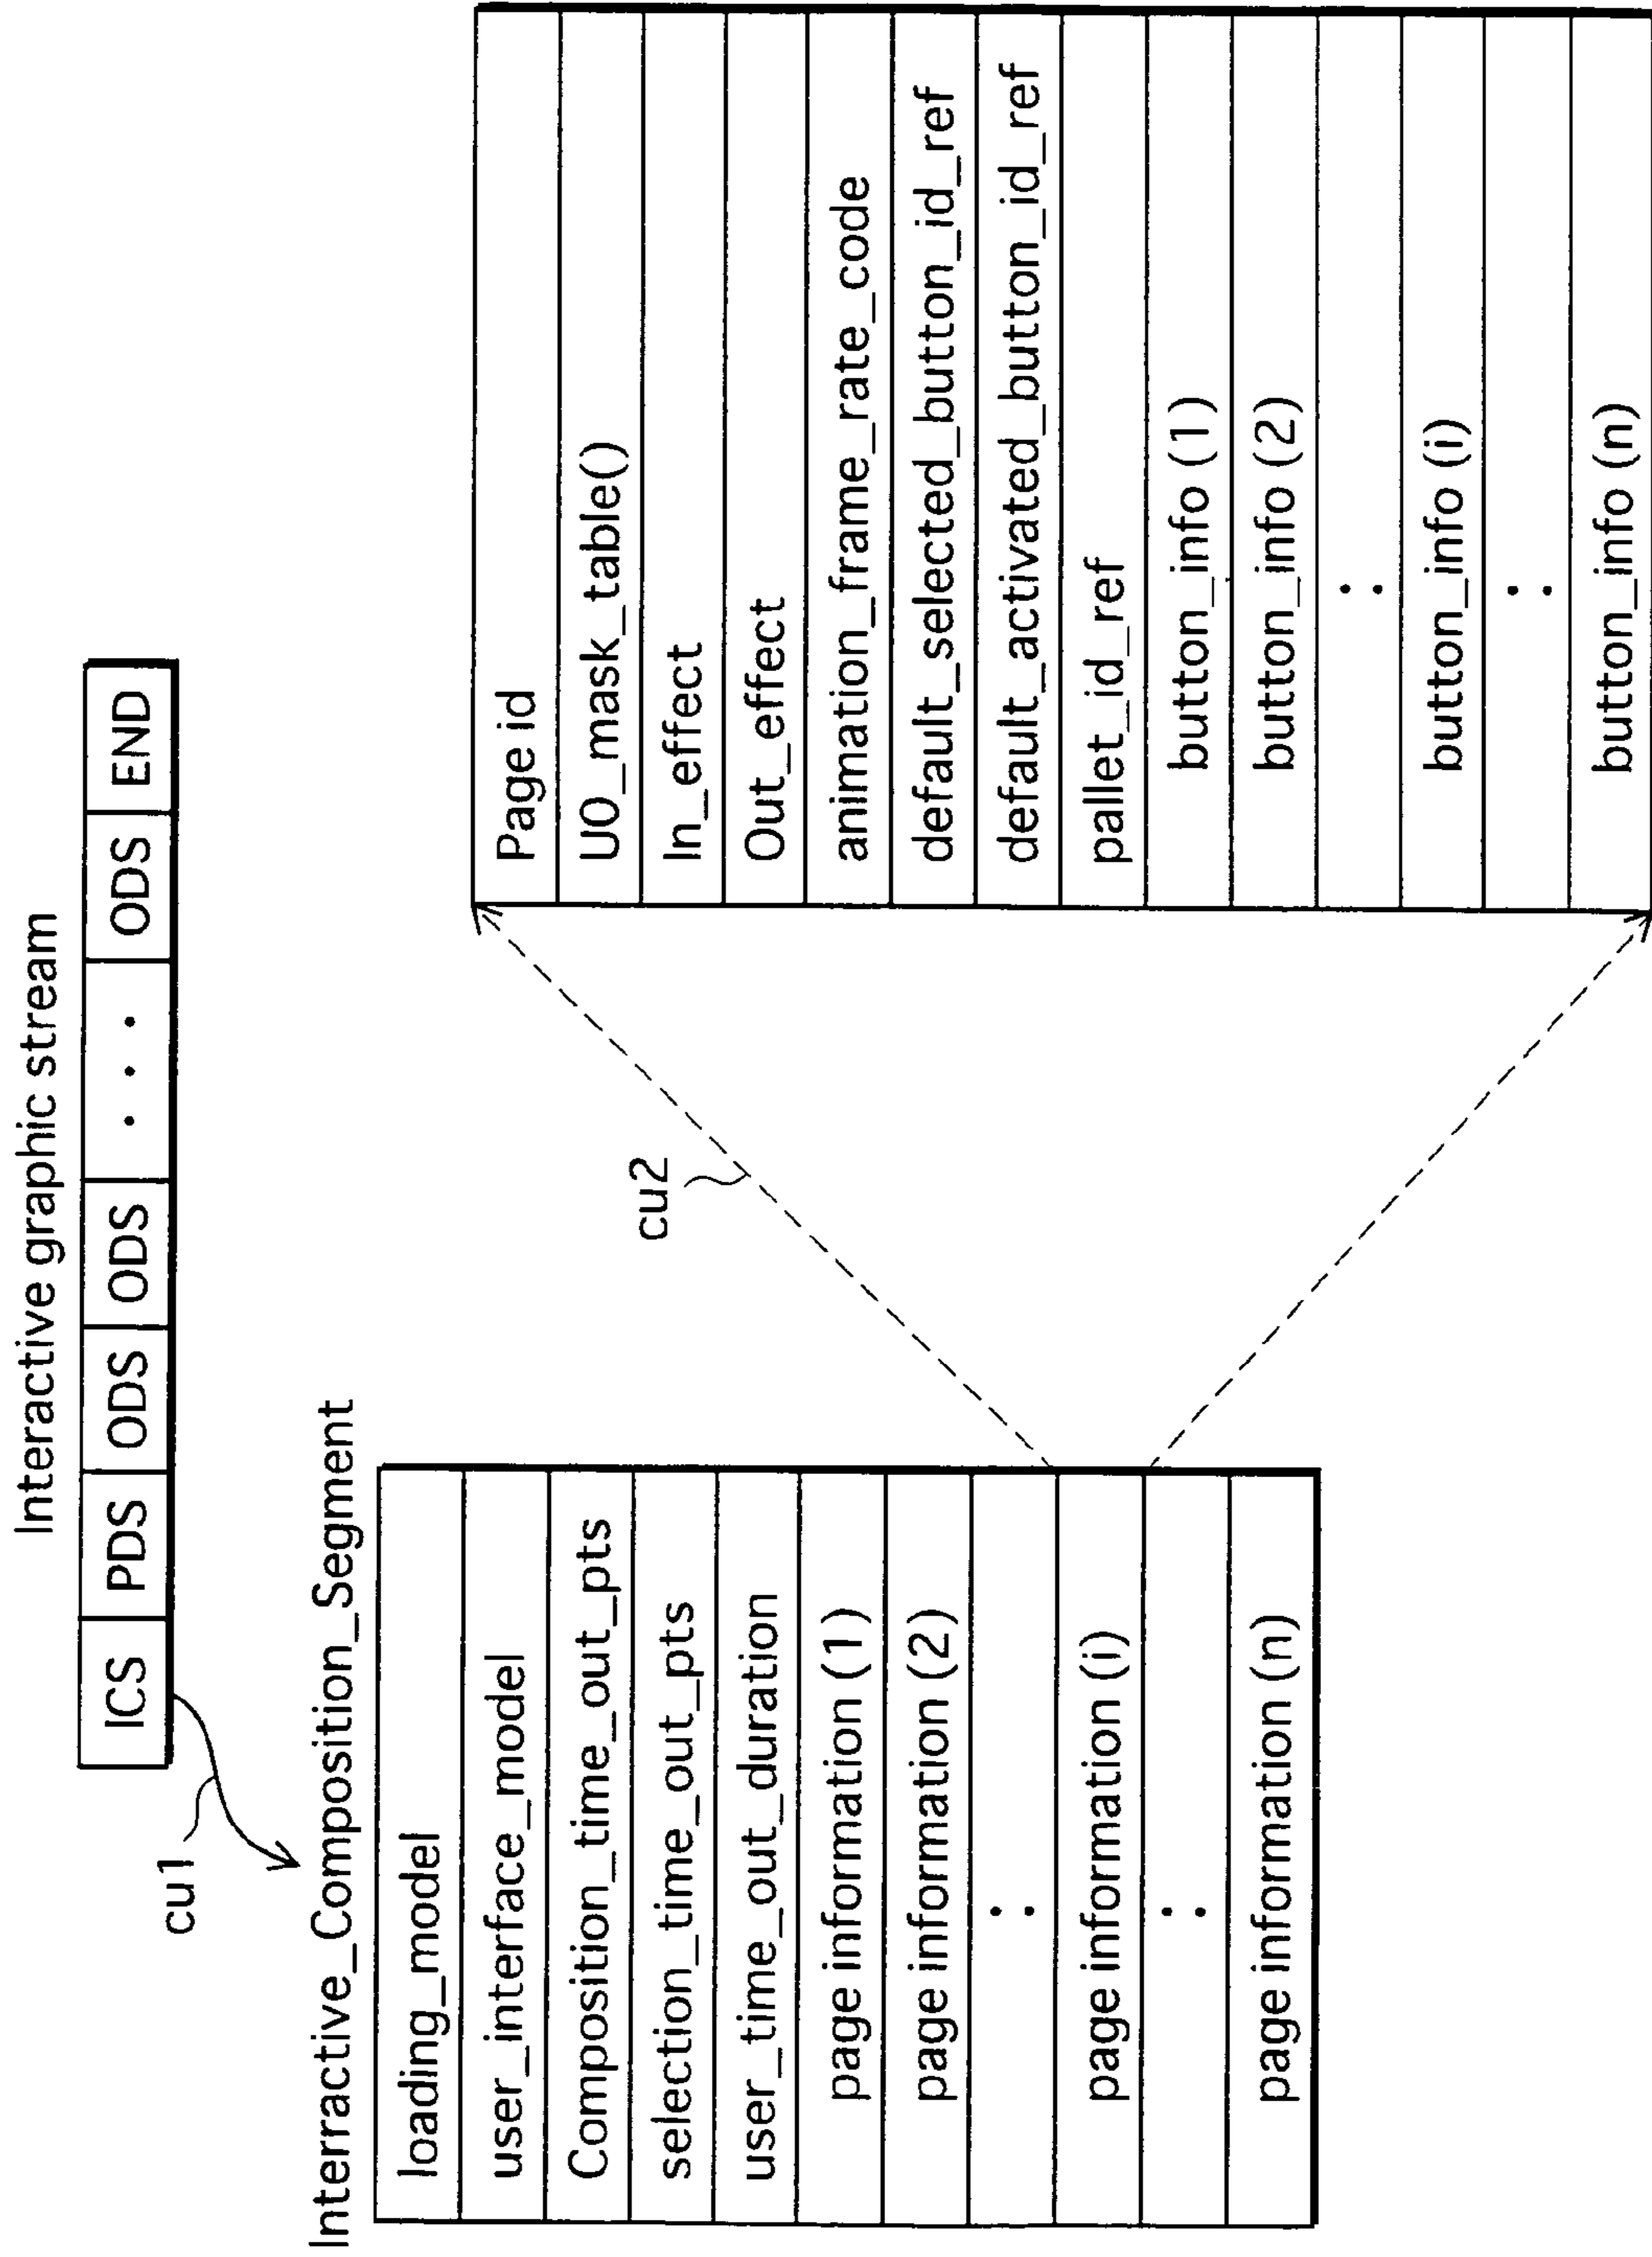 Interactive graphic stream
ICS PDS ODS ODS . . . ODS END
cu1
Interractive_Composition_Segment
loading_model
user_interface_model
Composition_time_out_pts
selection_time_out_pts
user_time_out_duration
page information (1)
page information (2)
:
page information (i)
:
page information (n)
cu2
Page id
UO_mask_table()
In_effect
Out_effect
animation_frame_rate_code
default_selected_button_id_ref
default_activated_button_id_ref
pallet_id_ref
button_info (1)
button_info (2)
:
button_info (i)
:
button_info (n)